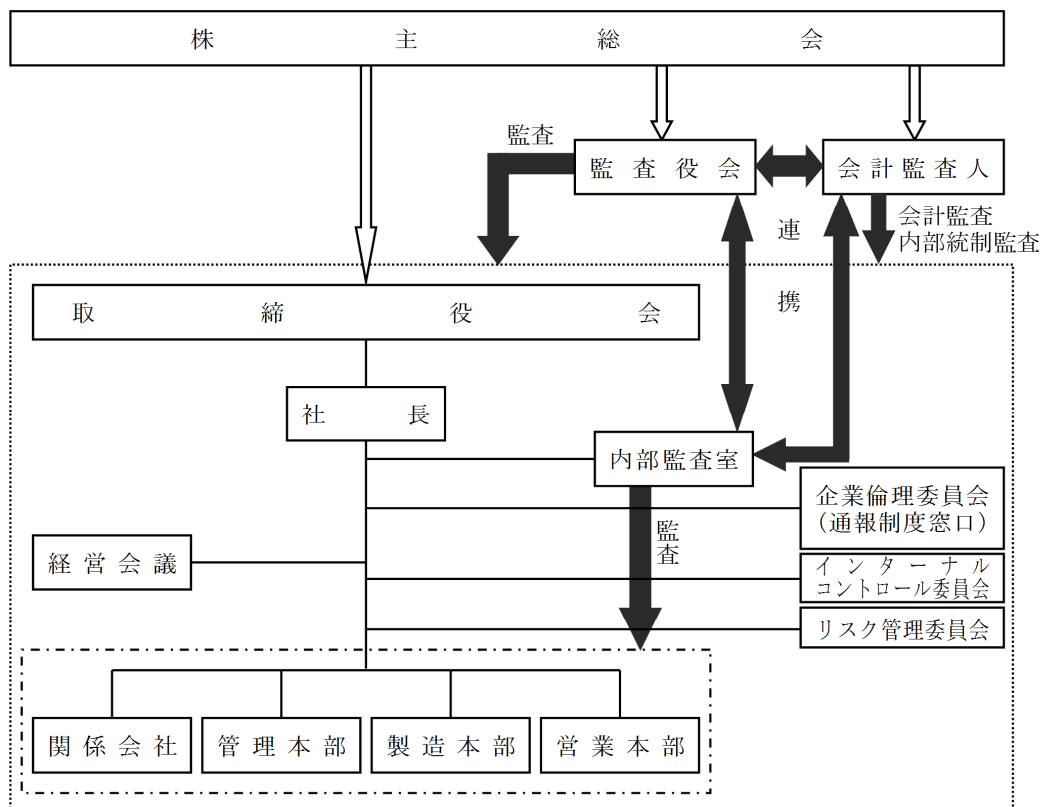 株主総会
監査
監査役会
会計監査人
会計監査
内部統制監査
連携
取締役会
社長
内部監査室
企業倫理委員会
（通報制度窓口）
監査
経営会議
インターナル
コントロール委員会
リスク管理委員会
関係会社
管理本部
製造本部
営業本部